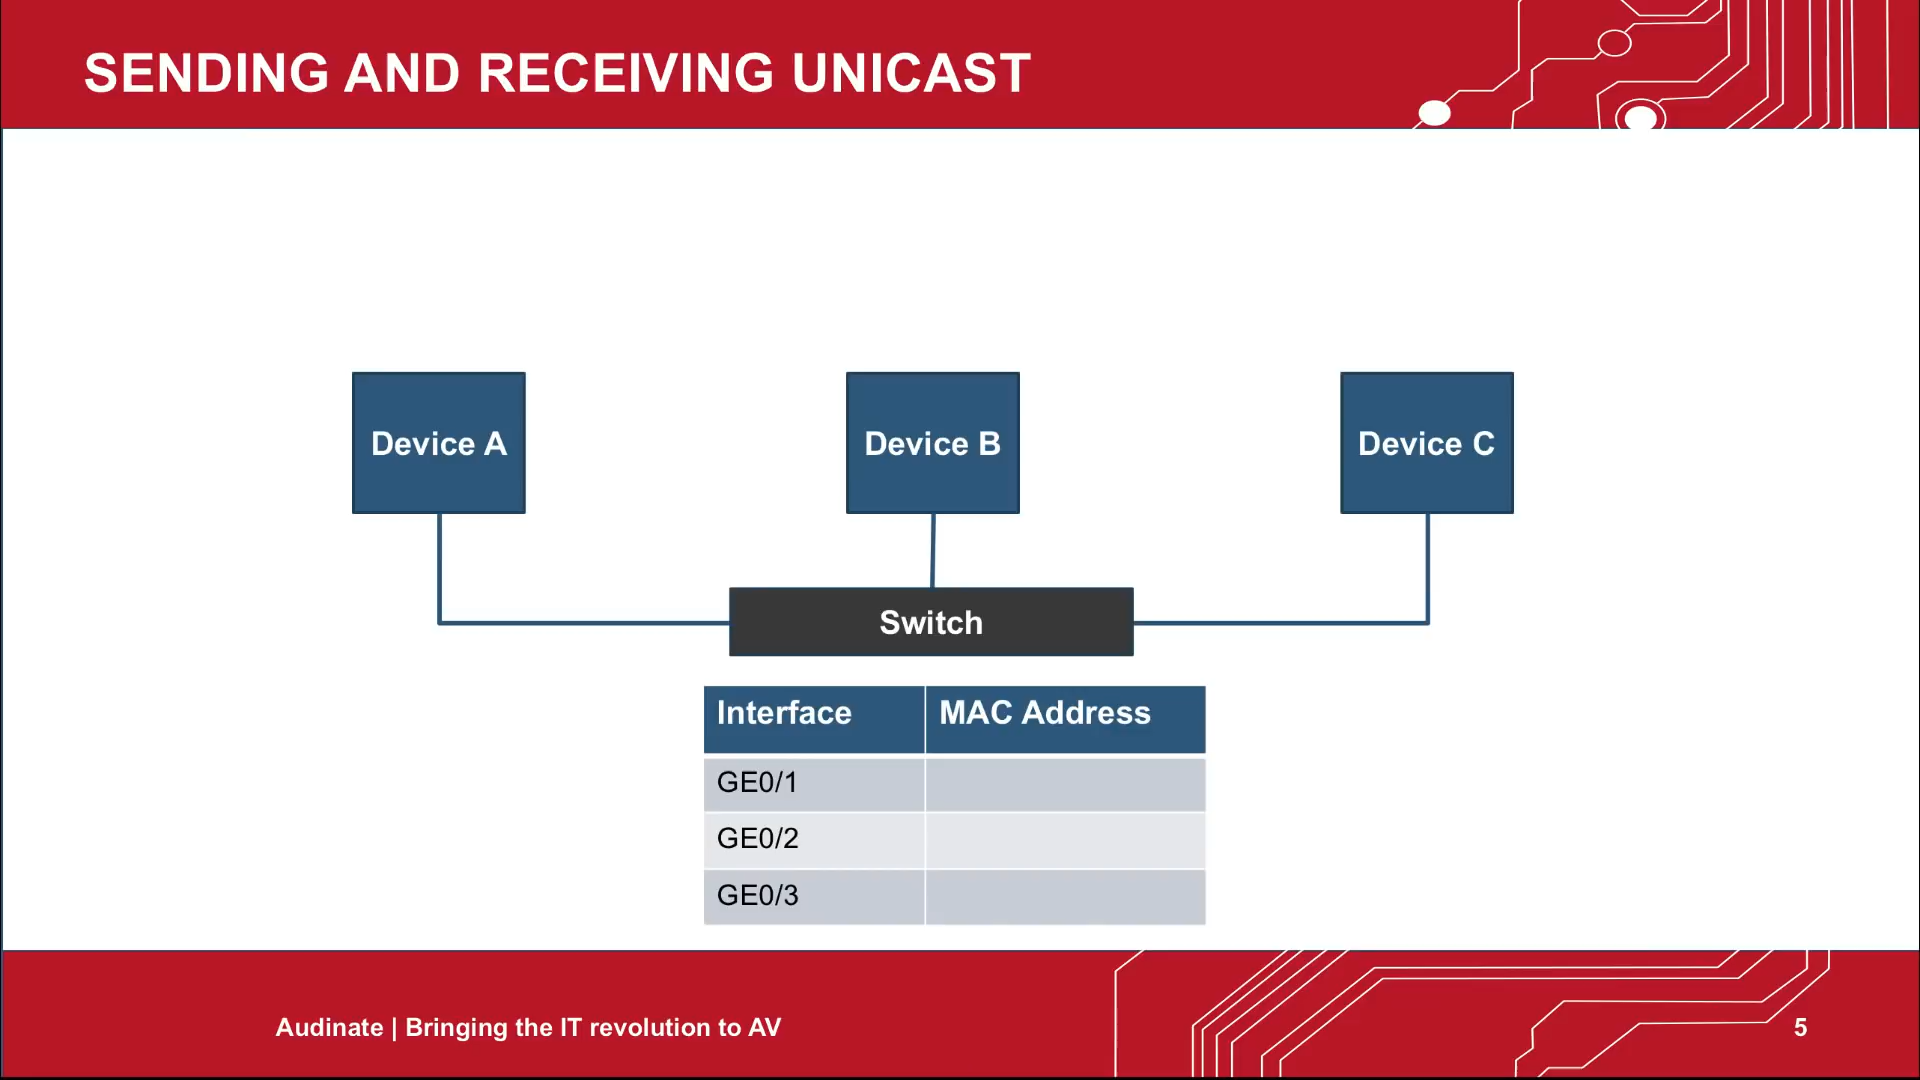 SENDING AND RECEIVING UNICAST
Device A
Device B
Device C
Switch
Interface MAC Address
GE0/1
GE0/2
GE0/3
Audinate | Bringing the IT revolution to AV
5